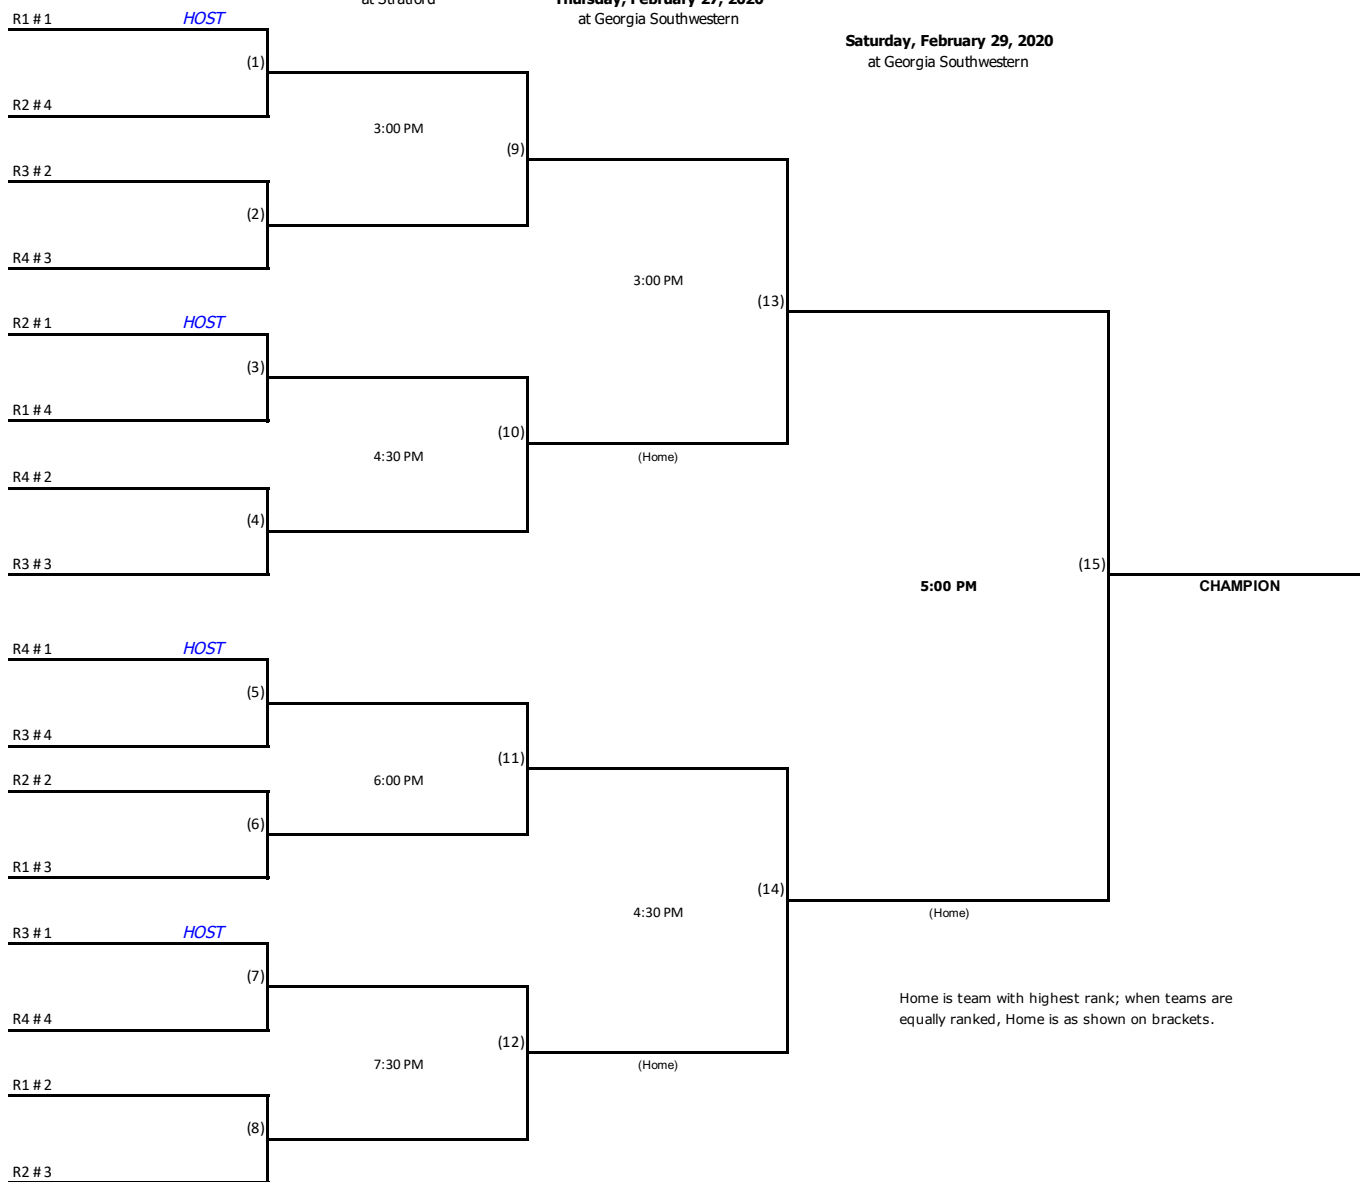 at Stratford
Thursday, February 27, 2020
at Georgia Southwestern
Saturday, February 29, 2020
at Georgia Southwestern
R1 #1 HOST
(1)
R2 #4
3:00 PM
(9)
R3 #2
(2)
R4 #3
3:00 PM
(13)
R2 #1 HOST
(3)
R1 #4
4:30 PM
(10)
(Home)
R4 #2
(4)
R3 #3
(15)
5:00 PM
CHAMPION
R4 #1 HOST
(5)
R3 #4
(11)
R2 #2
6:00 PM
(6)
R1 #3
(14)
4:30 PM
(Home)
R3 #1 HOST
(7)
R4 #4
Home is team with highest rank; when teams are
equally ranked, Home is as shown on brackets.
(12)
7:30 PM
(Home)
R1 #2
(8)
R2 #3